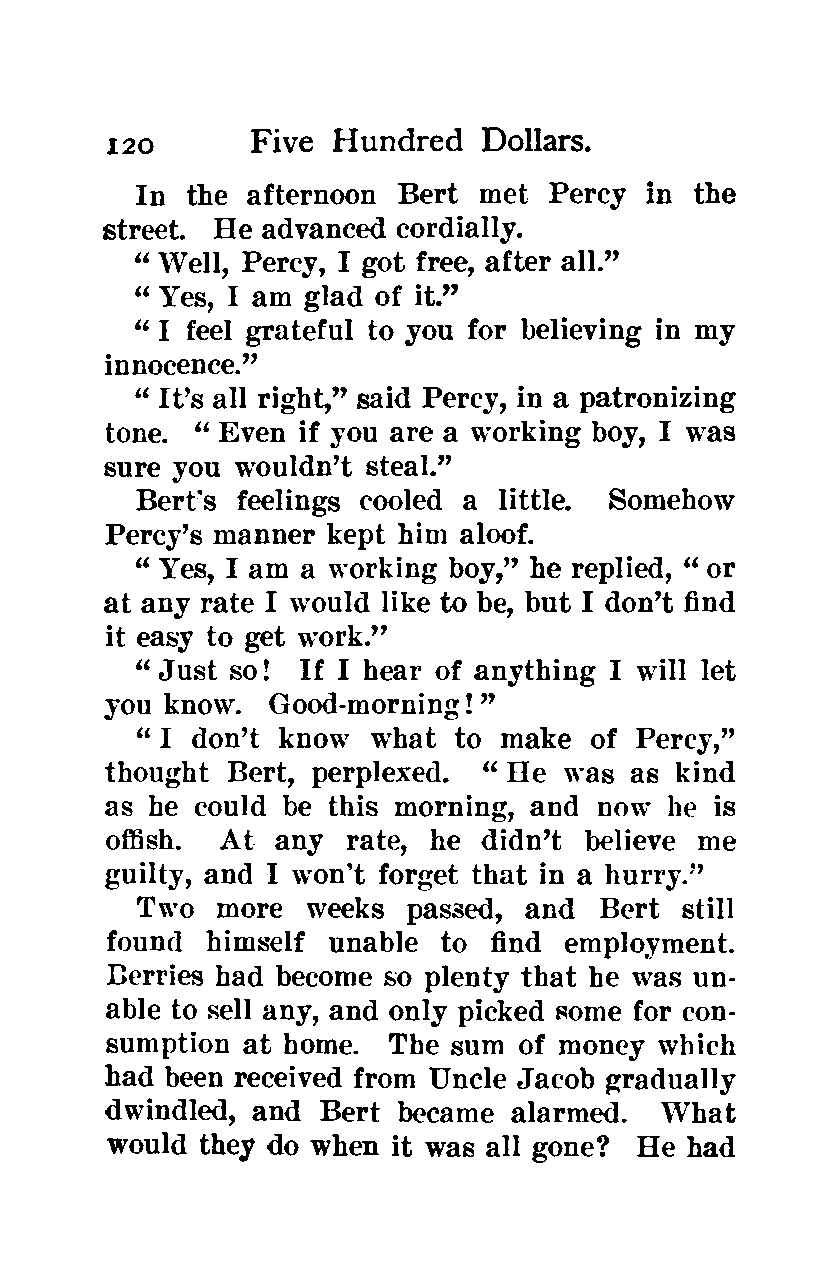 120 Five Hundred Dollars.
In the afternoon Bert met Percy in the
street. He advanced cordially.
“ Well, Percy, I got free, after all.”
“ Yes, I am glad of it.”
“ I feel grateful to you for believing in my
innocence.”
“ It’s all right,” said Percy, in a patronizing
tone. “ Even if you are a working boy, I was
sure you wouldn’t steal.”
Bert's feelings cooled a little. Somehow
Percy’s manner kept him aloof.
“ Yes, I am a working boy,” he replied, “ or
at any rate I would like to be, but I don’t find
it easy to get work.”
“ Just so! If I hear of anything I will let
you know. Good-morning! ”
“ I don’t know what to make of Percy,”
thought Bert, perplexed. “ He was as kind
as he could be this morning, and now he is
offish. At any rate, he didn’t believe me
guilty, and I won’t forget that in a hurry.”
Two more weeks passed, and Bert still
found himself unable to find employment.
Berries had become so plenty that he was un-
able to sell any, and only picked some for con-
sumption at home. The sum of money which
had been received from Uncle Jacob gradually
dwindled, and Bert became alarmed. What
would they do when it was all gone? He had